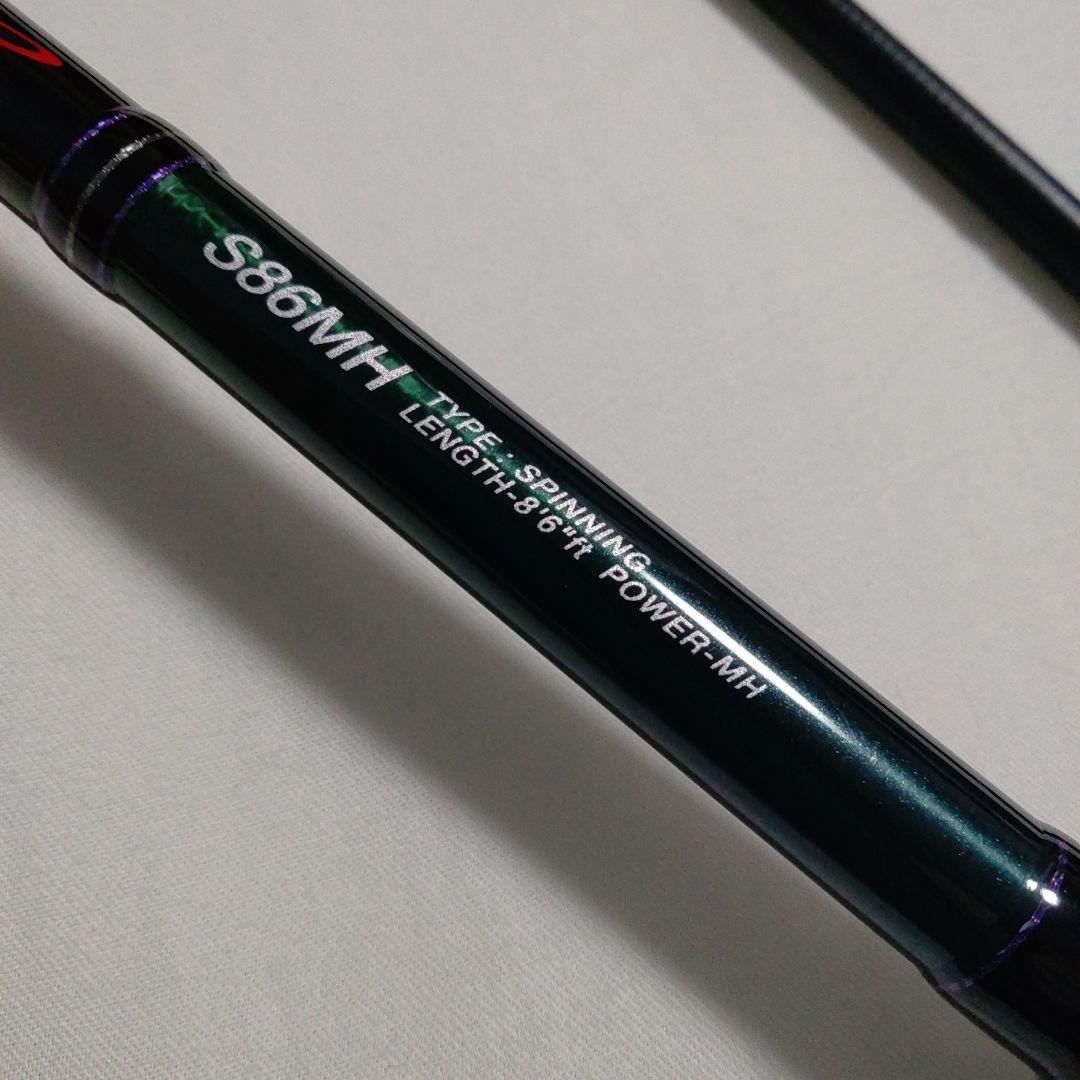 S86MH
TYPE : SPINNING
LENGTH-8'6"ft POWER-MH